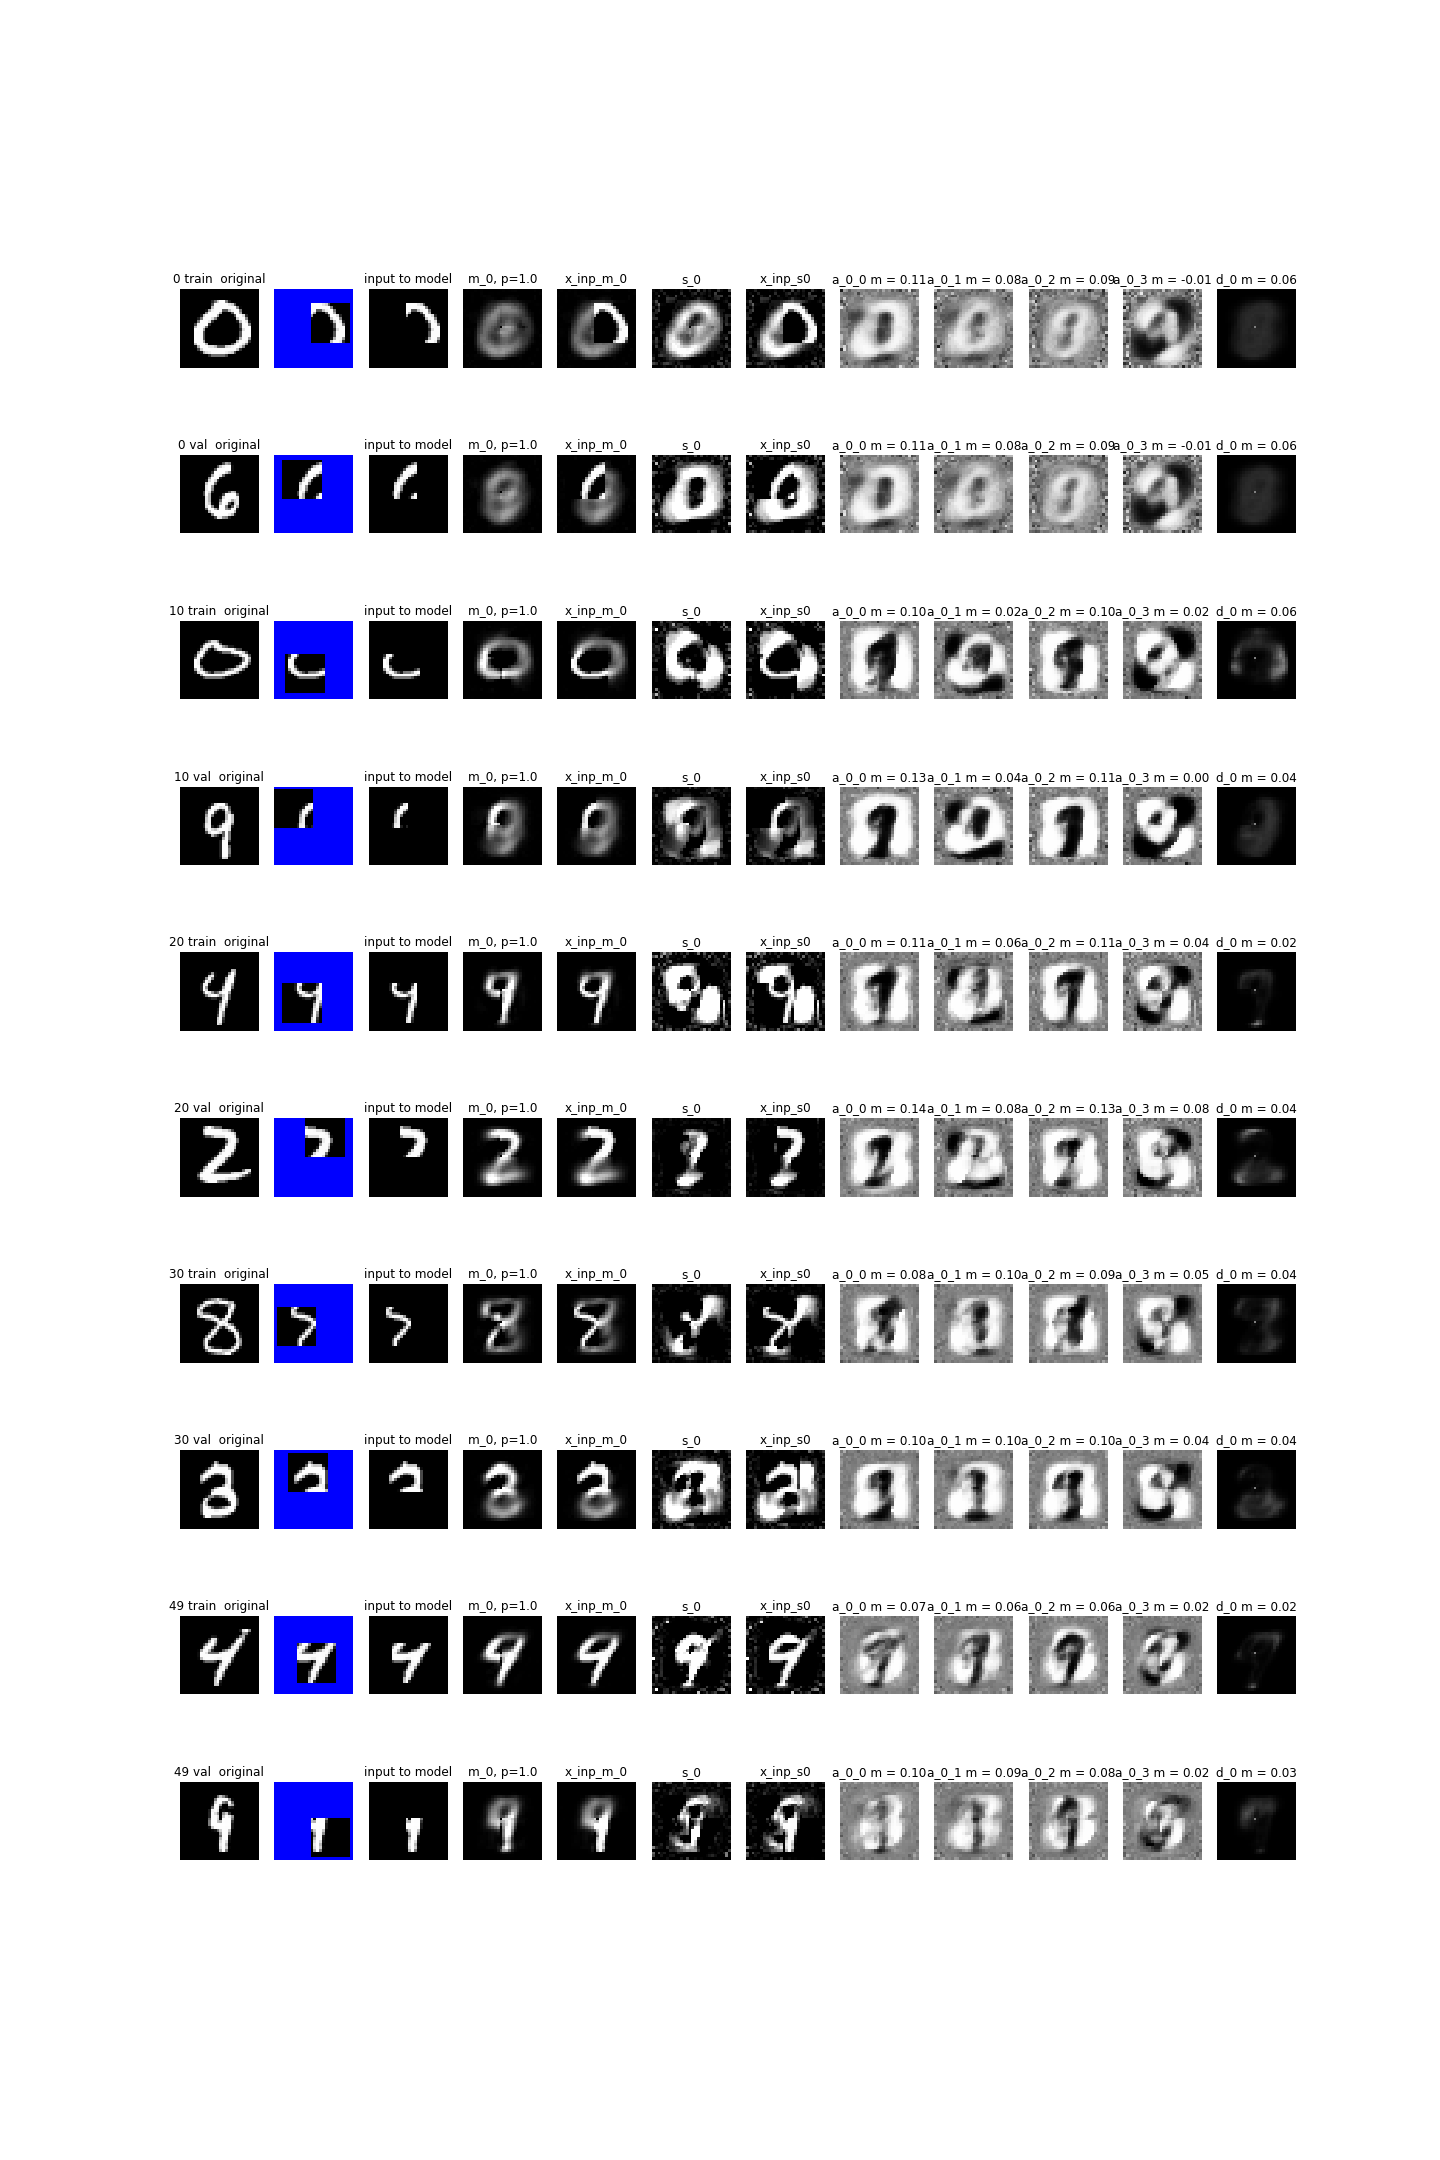 0 train original input to model m_0, p=1.0 x_inp_m_0 s_0 x_inp_s0 a_0_0 m = 0.11 a_0_1 m = 0.08 a_0_2 m = 0.09 a_0_3 m = -0.01 d_0 m = 0.06
0 val original input to model m_0, p=1.0 x_inp_m_0 s_0 x_inp_s0 a_0_0 m = 0.11 a_0_1 m = 0.08 a_0_2 m = 0.09 a_0_3 m = -0.01 d_0 m = 0.06
10 train original input to model m_0, p=1.0 x_inp_m_0 s_0 x_inp_s0 a_0_0 m = 0.10 a_0_1 m = 0.02 a_0_2 m = 0.10 a_0_3 m = 0.02 d_0 m = 0.06
10 val original input to model m_0, p=1.0 x_inp_m_0 s_0 x_inp_s0 a_0_0 m = 0.13 a_0_1 m = 0.04 a_0_2 m = 0.11 a_0_3 m = 0.00 d_0 m = 0.04
20 train original input to model m_0, p=1.0 x_inp_m_0 s_0 x_inp_s0 a_0_0 m = 0.11 a_0_1 m = 0.06 a_0_2 m = 0.11 a_0_3 m = 0.04 d_0 m = 0.02
20 val original input to model m_0, p=1.0 x_inp_m_0 s_0 x_inp_s0 a_0_0 m = 0.14 a_0_1 m = 0.08 a_0_2 m = 0.13 a_0_3 m = 0.08 d_0 m = 0.04
30 train original input to model m_0, p=1.0 x_inp_m_0 s_0 x_inp_s0 a_0_0 m = 0.08 a_0_1 m = 0.10 a_0_2 m = 0.09 a_0_3 m = 0.05 d_0 m = 0.04
30 val original input to model m_0, p=1.0 x_inp_m_0 s_0 x_inp_s0 a_0_0 m = 0.10 a_0_1 m = 0.10 a_0_2 m = 0.10 a_0_3 m = 0.04 d_0 m = 0.04
49 train original input to model m_0, p=1.0 x_inp_m_0 s_0 x_inp_s0 a_0_0 m = 0.07 a_0_1 m = 0.06 a_0_2 m = 0.06 a_0_3 m = 0.02 d_0 m = 0.02
49 val original input to model m_0, p=1.0 x_inp_m_0 s_0 x_inp_s0 a_0_0 m = 0.10 a_0_1 m = 0.09 a_0_2 m = 0.08 a_0_3 m = 0.02 d_0 m = 0.03